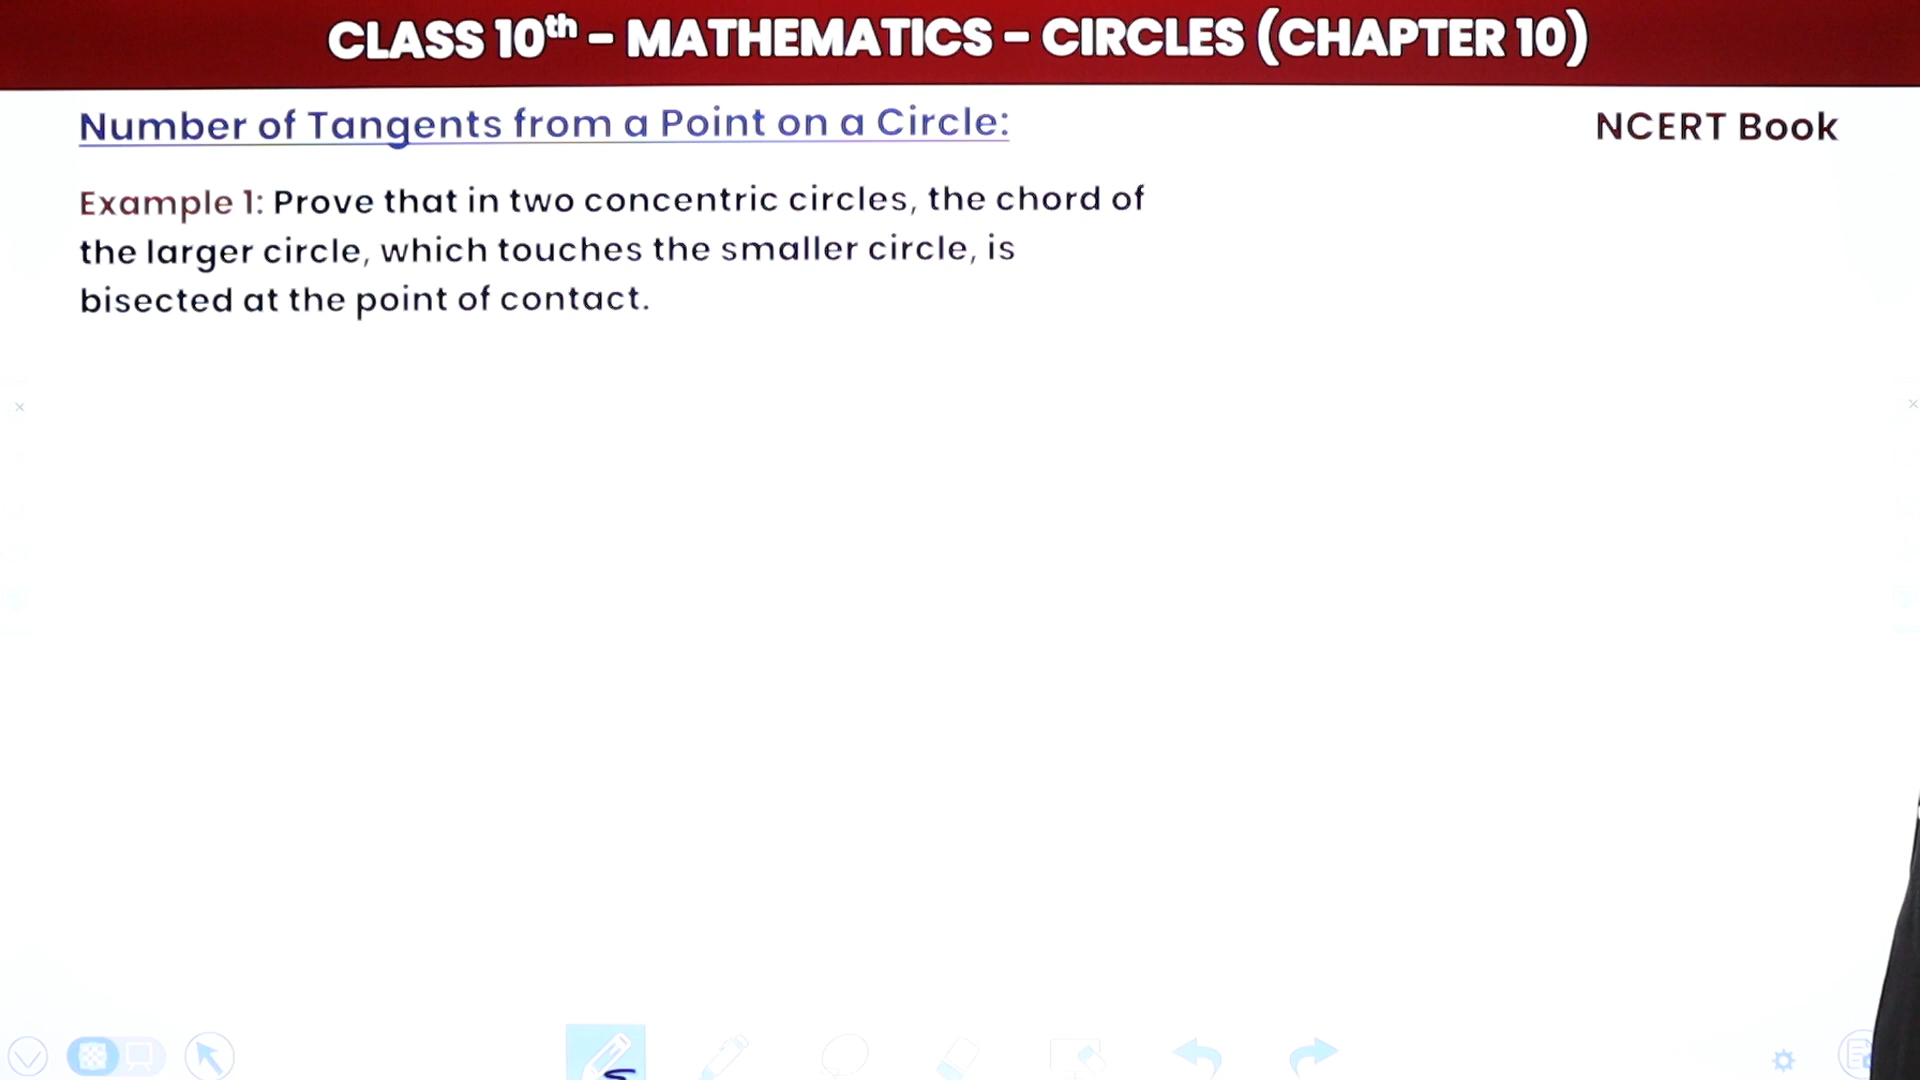 CLASS 10th - MATHEMATICS - CIRCLES (CHAPTER 10)
Number of Tangents from a Point on a Circle:
NCERT Book
Example 1: Prove that in two concentric circles, the chord of
the larger circle, which touches the smaller circle, is
bisected at the point of contact.